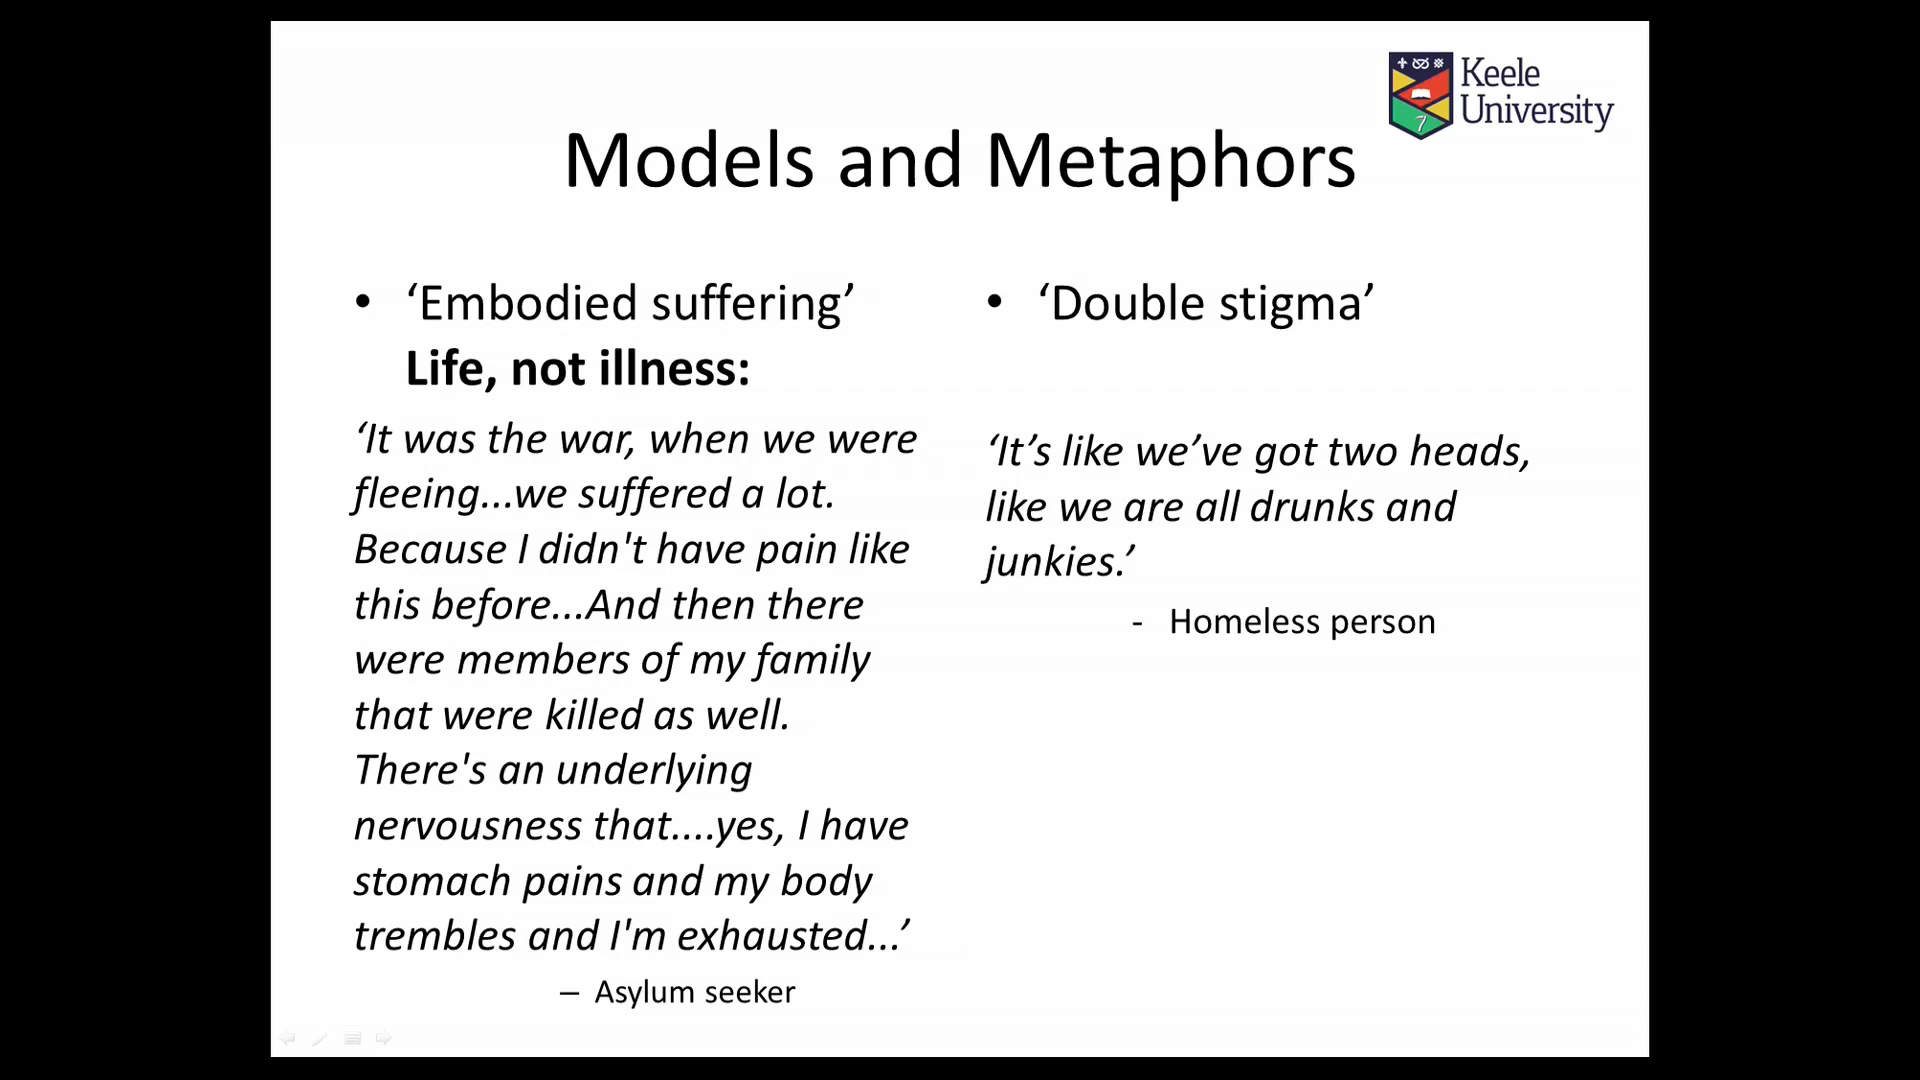 Keele
University
Models and Metaphors
• ‘Embodied suffering’
Life, not illness:
‘It was the war, when we were
fleeing...we suffered a lot.
Because I didn't have pain like
this before...And then there
were members of my family
that were killed as well.
There's an underlying
nervousness that....yes, I have
stomach pains and my body
trembles and I'm exhausted...’
– Asylum seeker
• ‘Double stigma’
‘It’s like we’ve got two heads,
like we are all drunks and
junkies.’
- Homeless person